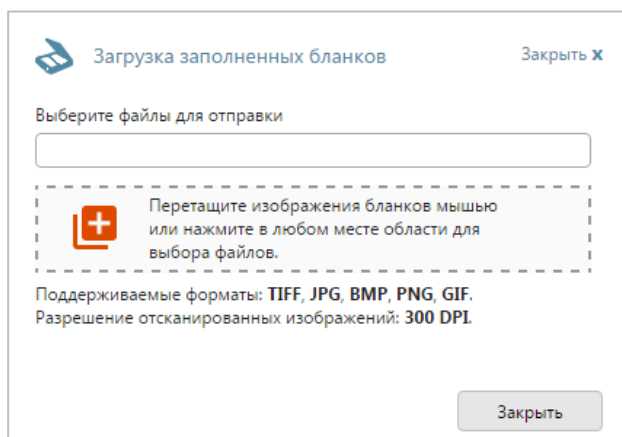 Загрузка заполненных бланков
Закрыть x
Выберите файлы для отправки
Перетащите изображения бланков мышью
или нажмите в любом месте области для
выбора файлов.
Поддерживаемые форматы: TIFF, JPG, BMP, PNG, GIF.
Разрешение отсканированных изображений: 300 DPI.
Закрыть